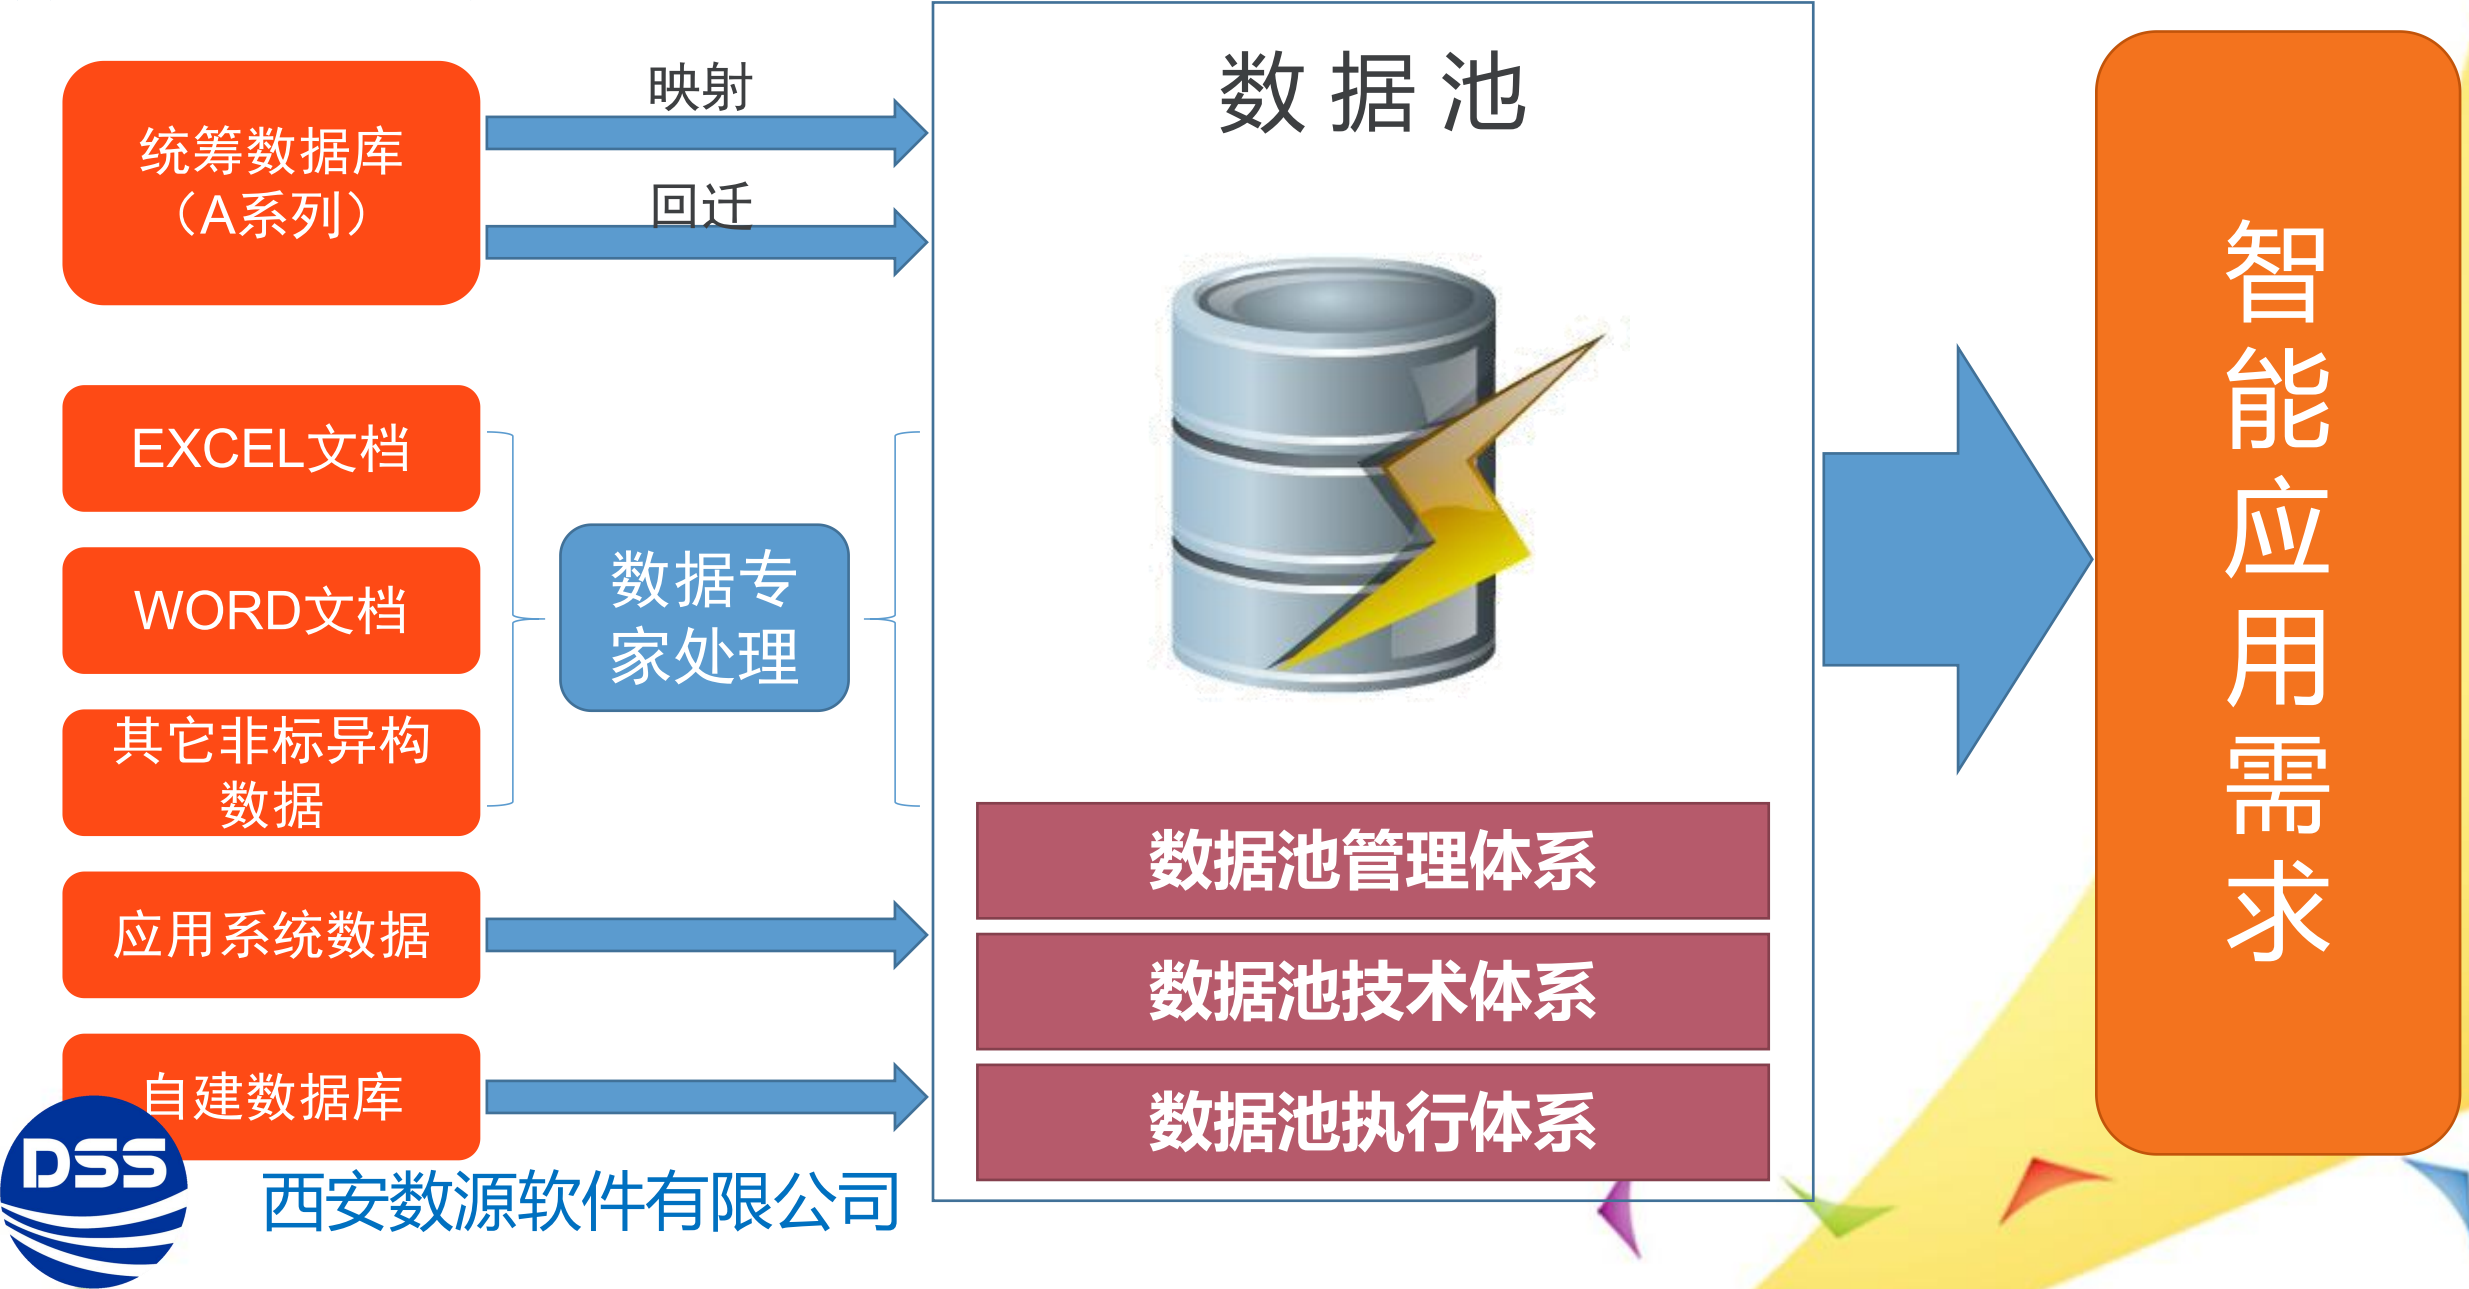 统筹数据库
（A系列）
映射
回迁
EXCEL文档
WORD文档
其它非标异构
数据
应用系统数据
自建数据库
数据专
家处理
数据池
数据池管理体系
数据池技术体系
数据池执行体系
智能应用需求
DSS
西安数源软件有限公司